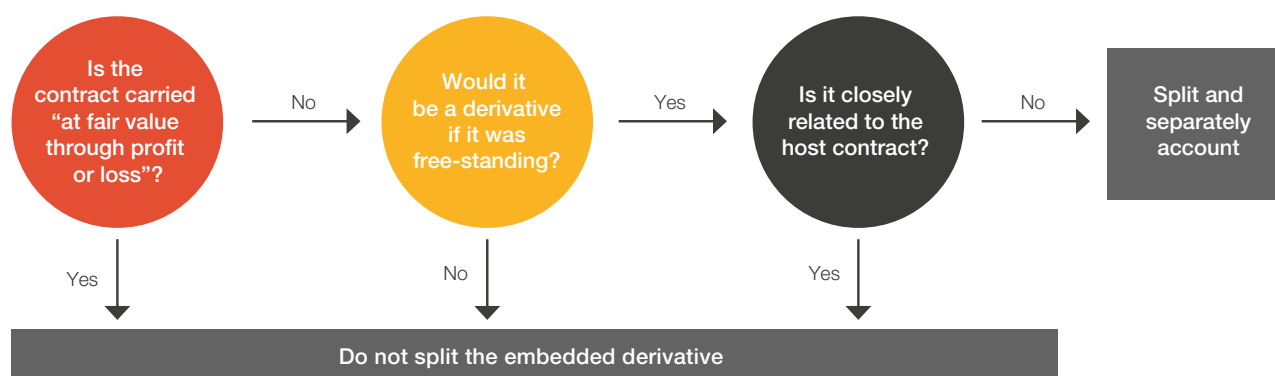 Is the
contract carried
“at fair value
through profit
or loss”?
No
Would it
be a derivative
if it was
free-standing?
Yes
Is it closely
related to the
host contract?
No
Split and
separately
account
Yes
No
Yes
Do not split the embedded derivative